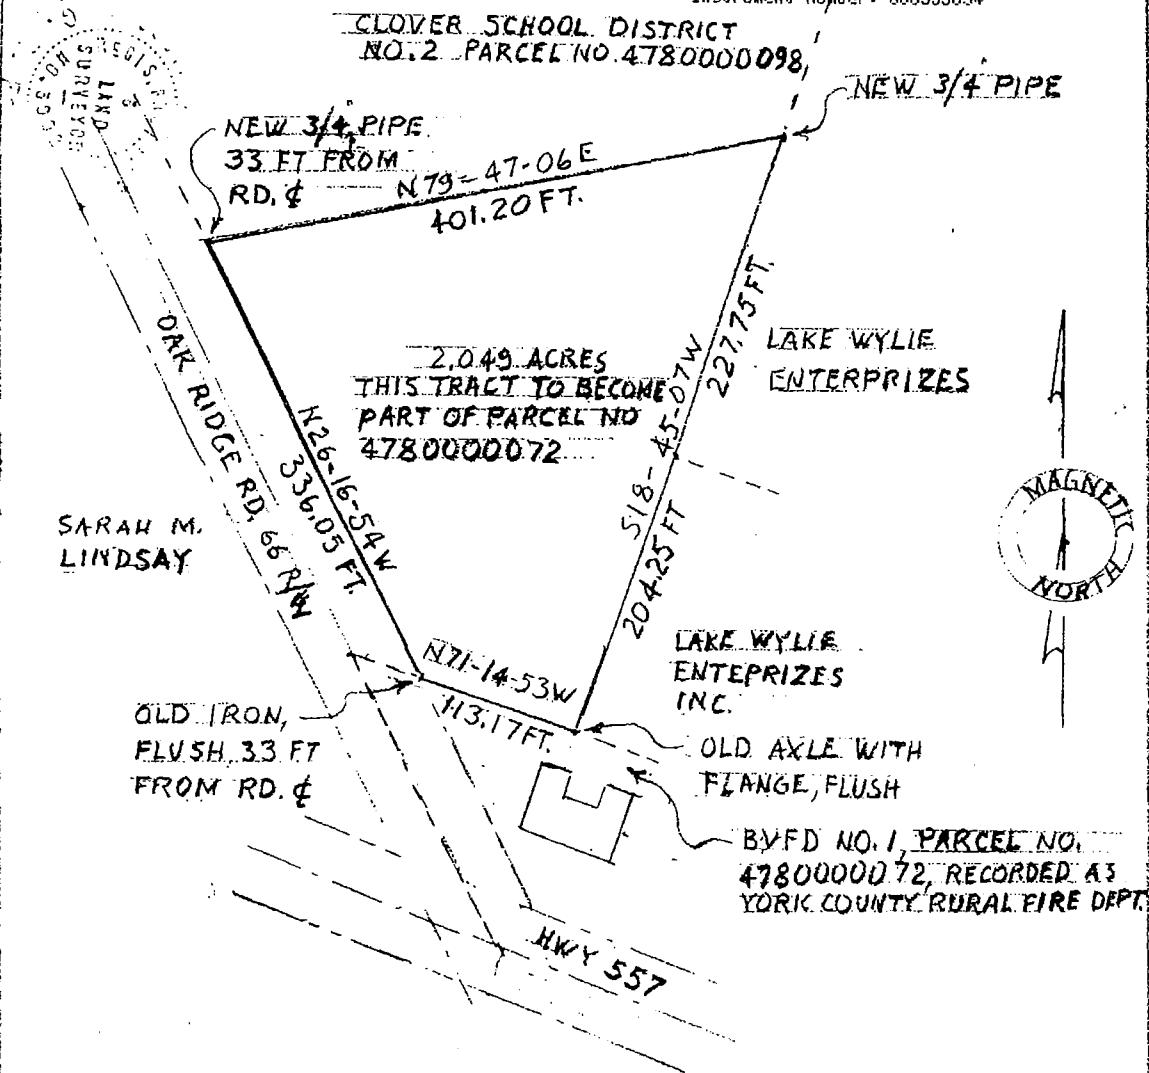 CLOVER SCHOOL DISTRICT
NO.2 PARCEL NO. 4780000098,
NEW 3/4" PIPE
NEW 3/4" PIPE
33 FT FROM
RD. ₵
N79-47-06E
401.20 FT.
LAND
SURVEYOR
NO.
OAK RIDGE RD. 66 R/W
N26-16-54W
336.05 FT.
2.049 ACRES
THIS TRACT TO BECOME
PART OF PARCEL NO
4780000072
S18-45-07W
227.75 FT.
204.25 FT
LAKE WYLIE
ENTERPRIZES
MAGNETIC
NORTH
SARAH M.
LINDSAY
N71-14-53W
113.17 FT.
LAKE WYLIE
ENTEPRIZES
INC.
OLD IRON,
FLUSH, 33 FT
FROM RD. ₵
OLD AXLE WITH
FLANGE, FLUSH
BVFD NO. 1, PARCEL NO.
4780000072, RECORDED AS
YORK COUNTY RURAL FIRE DEPT.
HWY 557